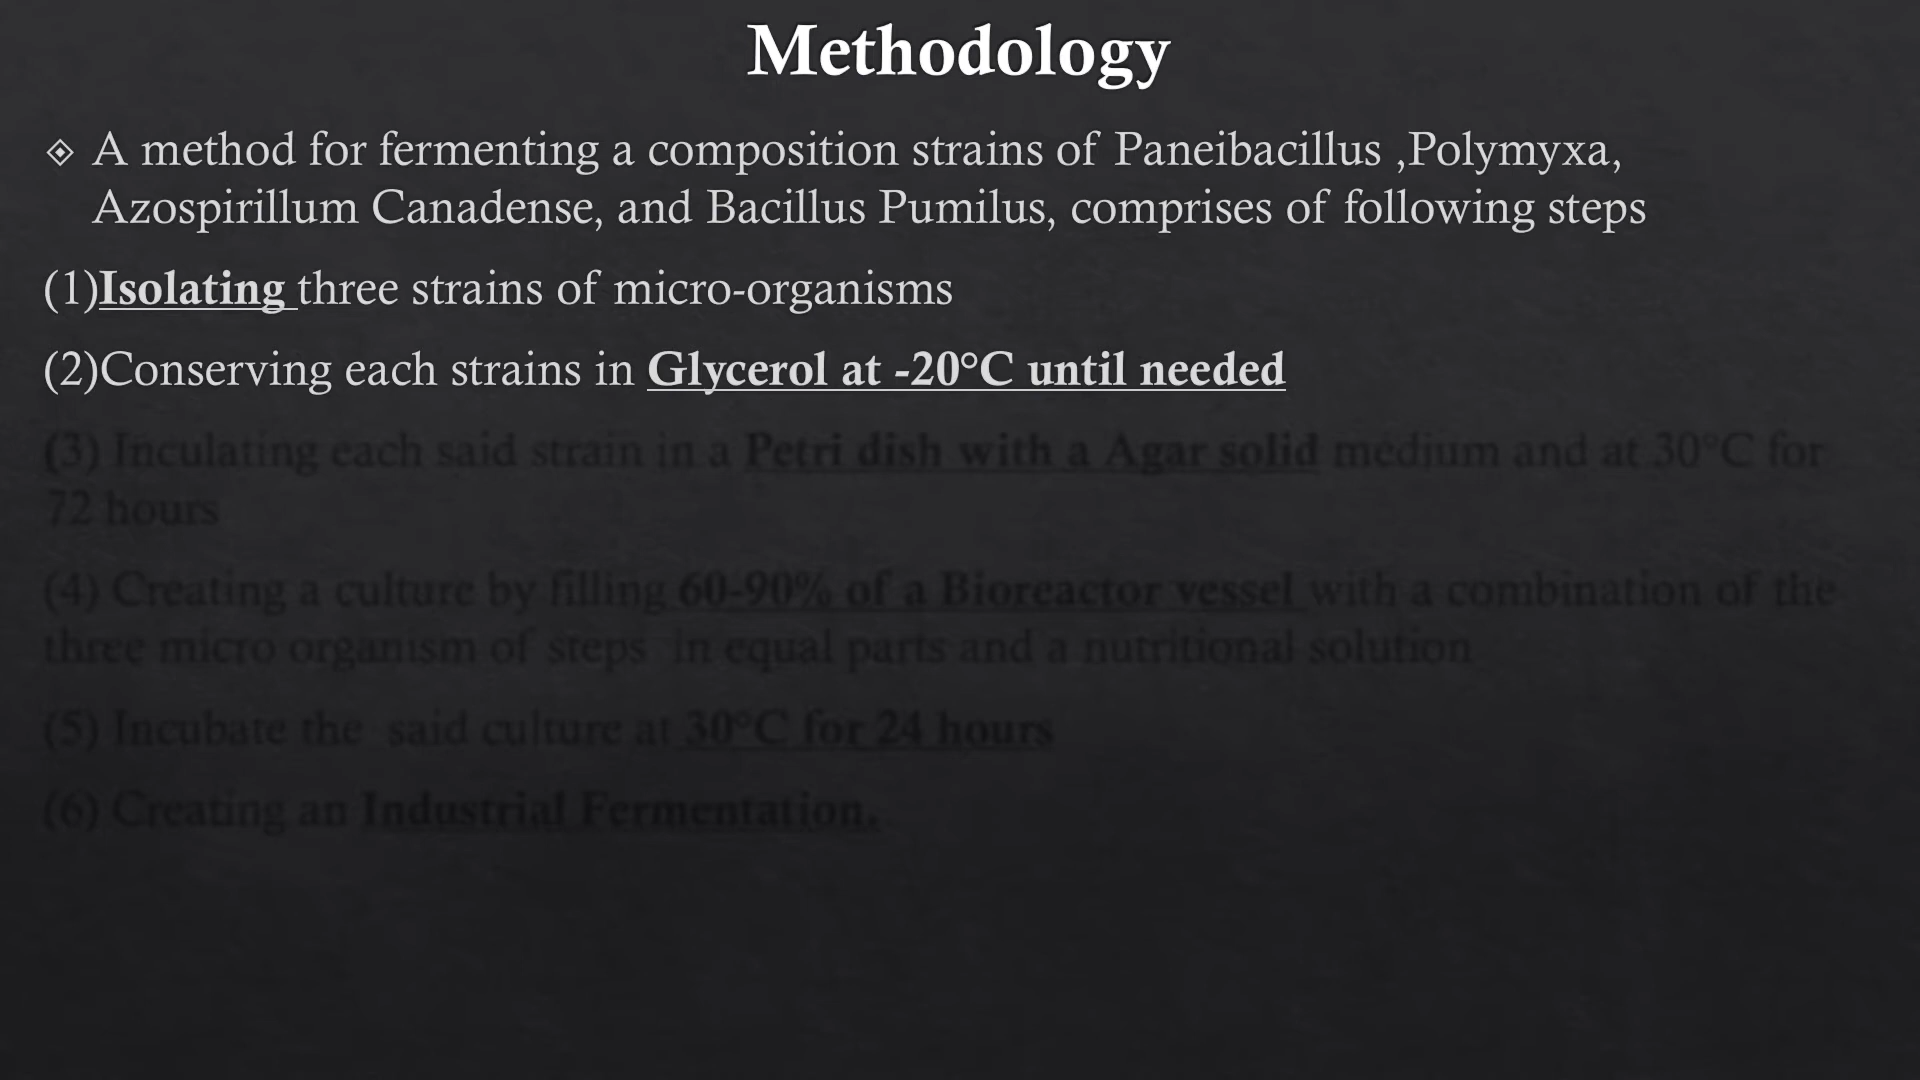 Methodology
A method for fermenting a composition strains of Paneibacillus ,Polymyxa,
Azospirillum Canadense, and Bacillus Pumilus, comprises of following steps
(1)Isolating three strains of micro-organisms
(2)Conserving each strains in Glycerol at -20°C until needed
(3) Inculating each said strain in a Petri dish with a Agar solid medium and at 30°C for
72 hours
(4) Creating a culture by filling 60-90% of a Bioreactor vessel with a combination of the
three micro organism of steps in equal parts and a nutritional solution
(5) Incubate the said culture at 30°C for 24 hours
(6) Creating an Industrial Fermentation.